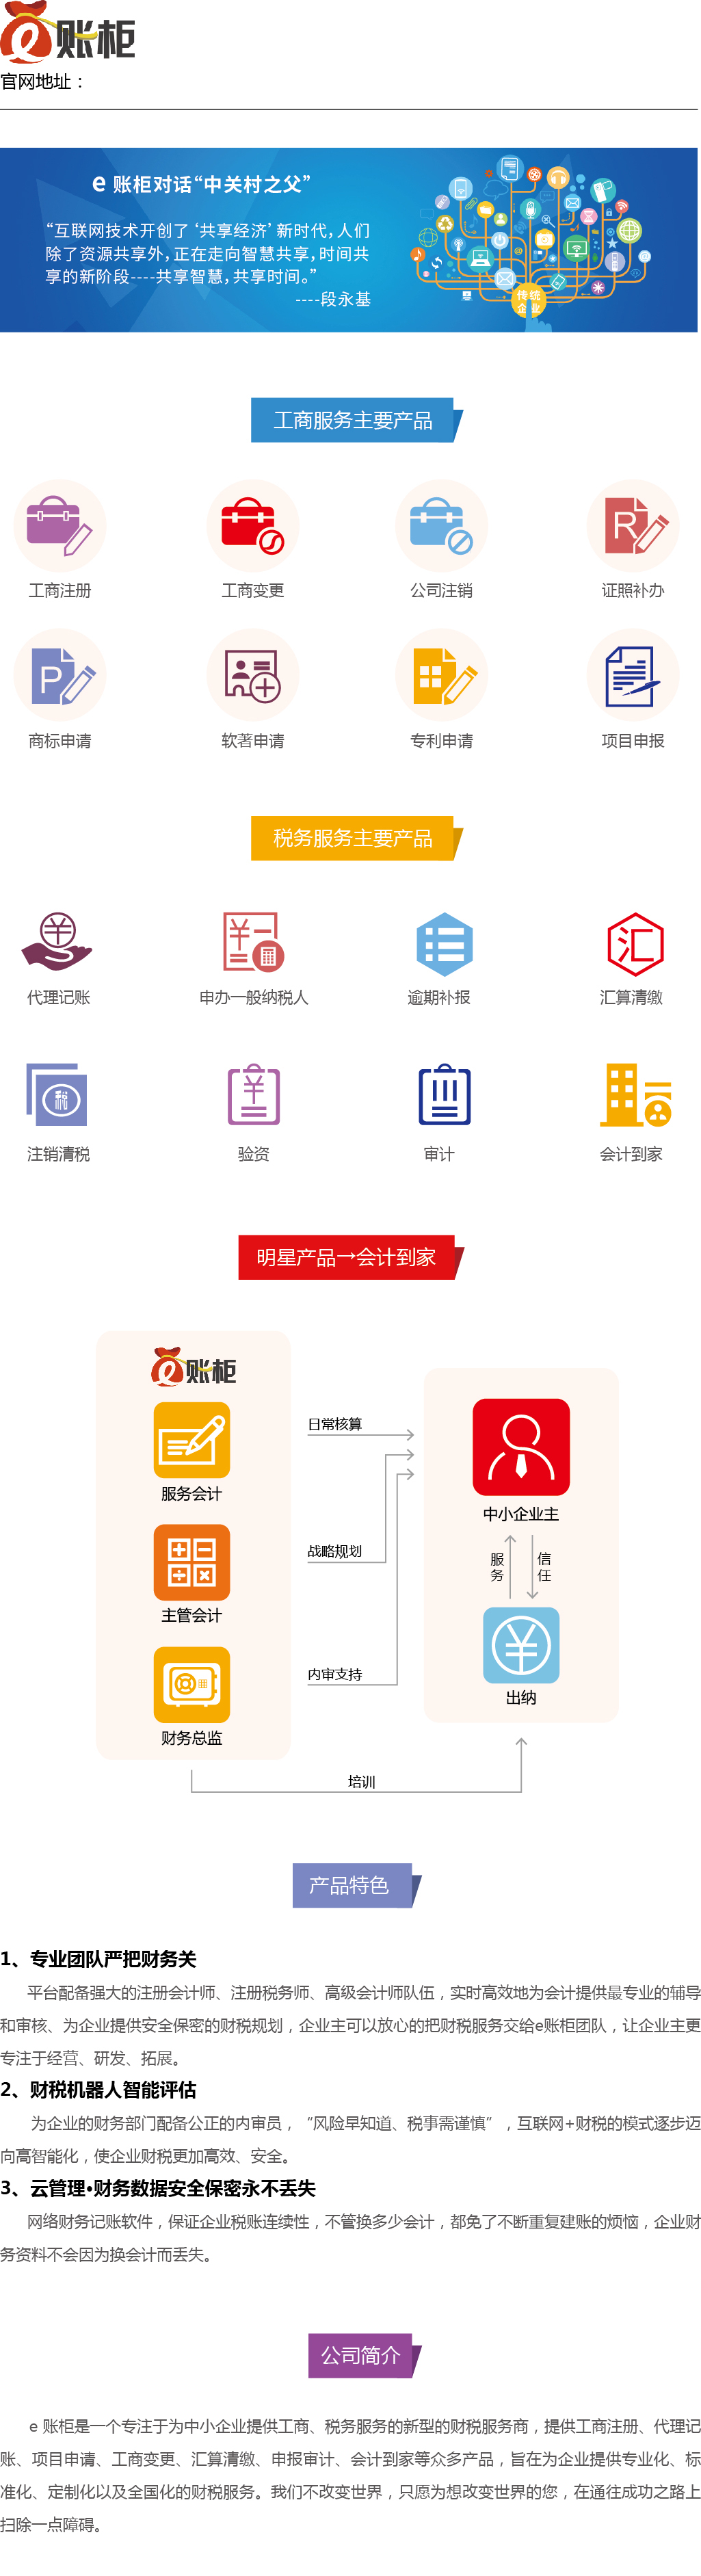 e账柜
官网地址：
e 账柜对话“中关村之父”
“互联网技术开创了‘共享经济’新时代，人们
除了资源共享外，正在走向智慧共享，时间共
享的新阶段----共享智慧，共享时间。”
----段永基
传统
企业
工商服务主要产品
R
工商注册 工商变更 公司注销 证照补办
P
商标申请 软著申请 专利申请 项目申报
税务服务主要产品
¥ ¥ 汇
代理记账 申办一般纳税人 逾期补报 汇算清缴
税 ¥
注销清税 验资 审计 会计到家
明星产品→会计到家
e账柜
日常核算
服务会计
中小企业主
战略规划
服务 信任
主管会计
内审支持
¥
出纳
财务总监
培训
产品特色
1、专业团队严把财务关
平台配备强大的注册会计师、注册税务师、高级会计师队伍，实时高效地为会计提供最专业的辅导
和审核、为企业提供安全保密的财税规划，企业主可以放心的把财税服务交给e账柜团队，让企业主更
专注于经营、研发、拓展。
2、财税机器人智能评估
为企业的财务部门配备公正的内审员，“风险早知道、税事需谨慎”，互联网+财税的模式逐步迈
向高智能化，使企业财税更加高效、安全。
3、云管理•财务数据安全保密永不丢失
网络财务记账软件，保证企业税账连续性，不管换多少会计，都免了不断重复建账的烦恼，企业财
务资料不会因为换会计而丢失。
公司简介
e 账柜是一个专注于为中小企业提供工商、税务服务的新型的财税服务商，提供工商注册、代理记
账、项目申请、工商变更、汇算清缴、申报审计、会计到家等众多产品，旨在为企业提供专业化、标
准化、定制化以及全国化的财税服务。我们不改变世界，只愿为想改变世界的您，在通往成功之路上
扫除一点障碍。